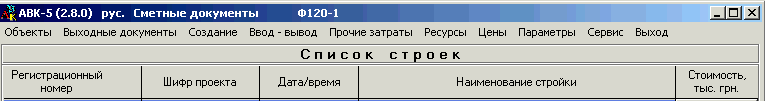 АВК-5 (2.8.0) рус. Сметные документы Ф120-1
Объекты Выходные документы Создание Ввод - вывод Прочие затраты Ресурсы Цены Параметры Сервис Выход
Список строек
Регистрационный номер Шифр проекта Дата/время Наименование стройки Стоимость, тыс. грн.